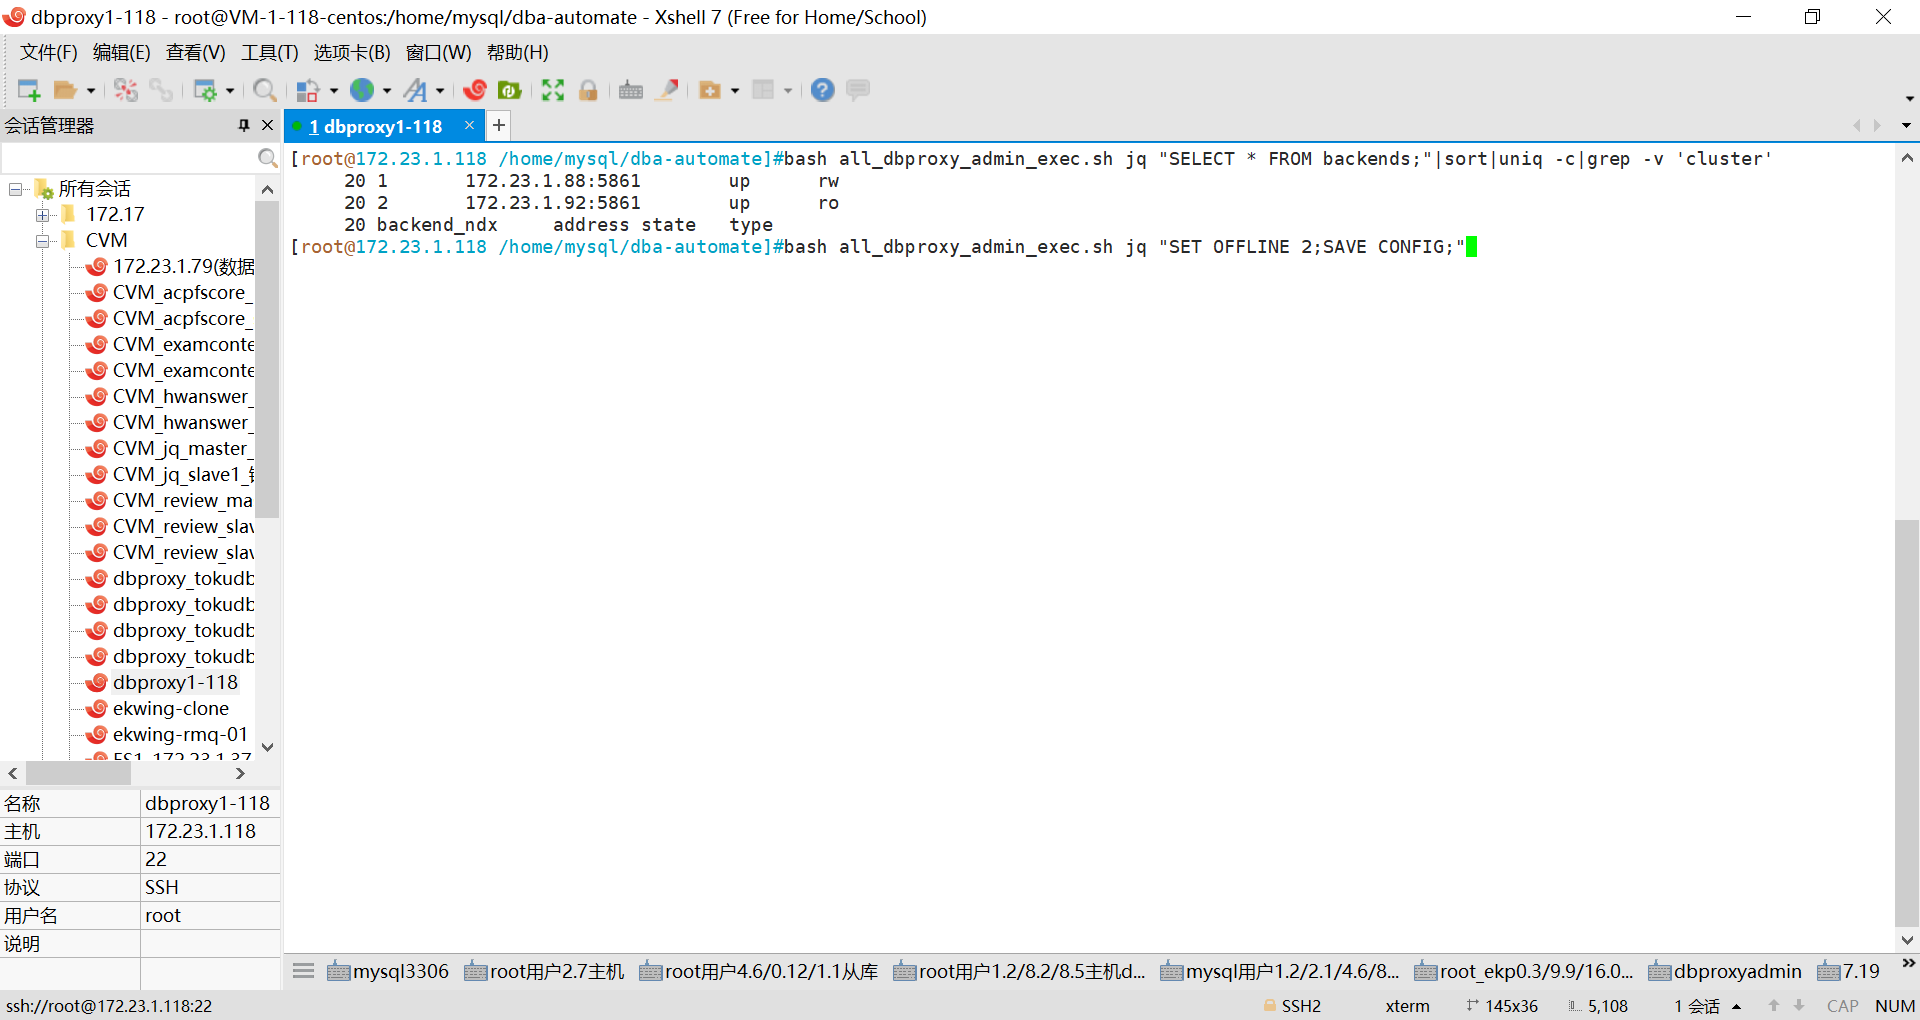 dbproxy1-118 - root@VM-1-118-centos:/home/mysql/dba-automate - Xshell 7 (Free for Home/School)
文件(F) 编辑(E) 查看(V) 工具(T) 选项卡(B) 窗口(W) 帮助(H)
会话管理器
1 dbproxy1-118
所有会话
172.17
CVM
172.23.1.79(数据
CVM_acpfscore_
CVM_acpfscore_
CVM_examconte
CVM_examconte
CVM_hwanswer_
CVM_hwanswer_
CVM_jq_master_
CVM_jq_slave1_
CVM_review_ma
CVM_review_slav
CVM_review_slav
dbproxy_tokudb
dbproxy_tokudb
dbproxy_tokudb
dbproxy_tokudb
dbproxy1-118
ekwing-clone
ekwing-rmq-01
ES1_172.23.1.37
名称 dbproxy1-118
主机 172.23.1.118
端口 22
协议 SSH
用户名 root
说明
[root@172.23.1.118 /home/mysql/dba-automate]#bash all_dbproxy_admin_exec.sh jq "SELECT * FROM backends;"|sort|uniq -c|grep -v 'cluster'
20 1 172.23.1.88:5861 up rw
20 2 172.23.1.92:5861 up ro
20 backend_ndx address state type
[root@172.23.1.118 /home/mysql/dba-automate]#bash all_dbproxy_admin_exec.sh jq "SET OFFLINE 2;SAVE CONFIG;"
mysql3306 root用户2.7主机 root用户4.6/0.12/1.1从库 root用户1.2/8.2/8.5主机d... mysql用户1.2/2.1/4.6/8... root_ekp0.3/9.9/16.0... dbproxyadmin 7.19
ssh://root@172.23.1.118:22 SSH2 xterm 145x36 5,108 1 会话 CAP NUM